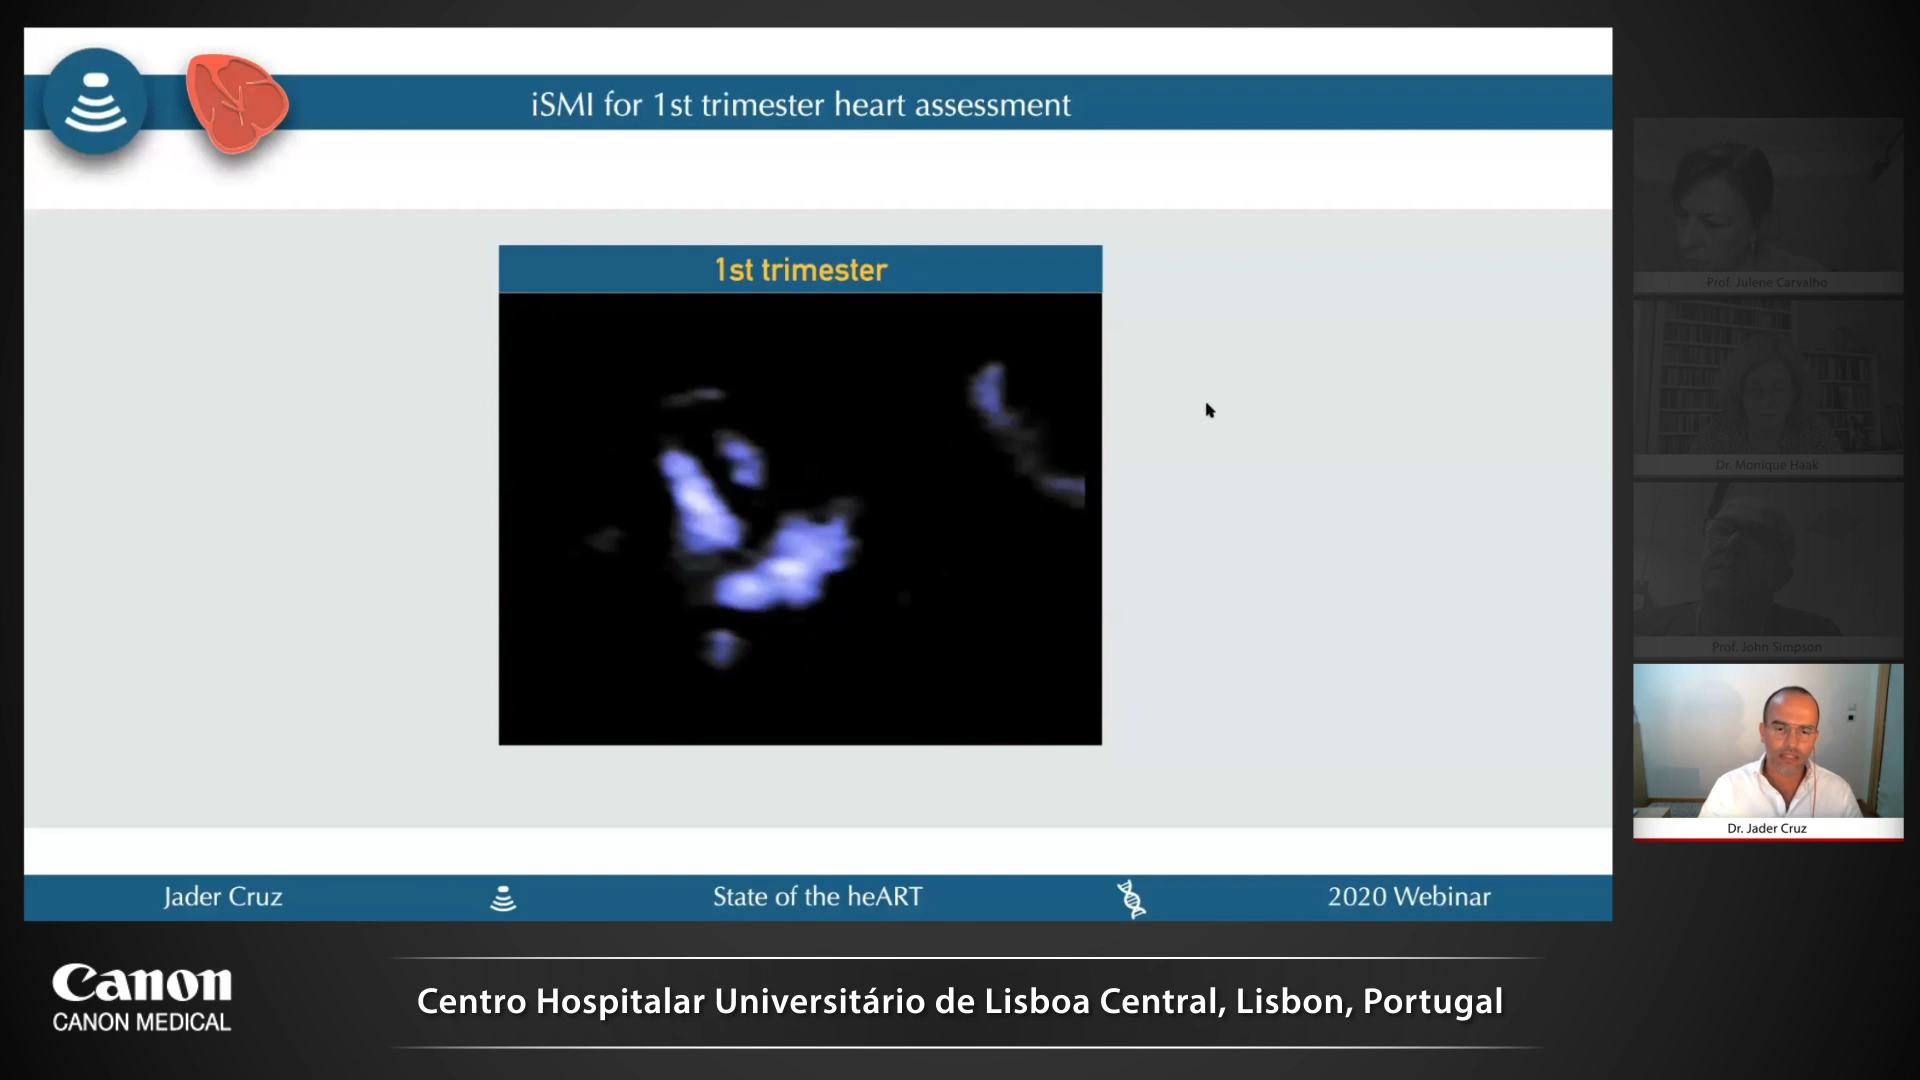 iSMI for 1st trimester heart assessment
1st trimester
Prof. Julene Carvalho
Dr. Monique Haak
Prof. John Simpson
Dr. Jader Cruz
Jader Cruz
State of the heART
2020 Webinar
Canon
CANON MEDICAL
Centro Hospitalar Universitário de Lisboa Central, Lisbon, Portugal